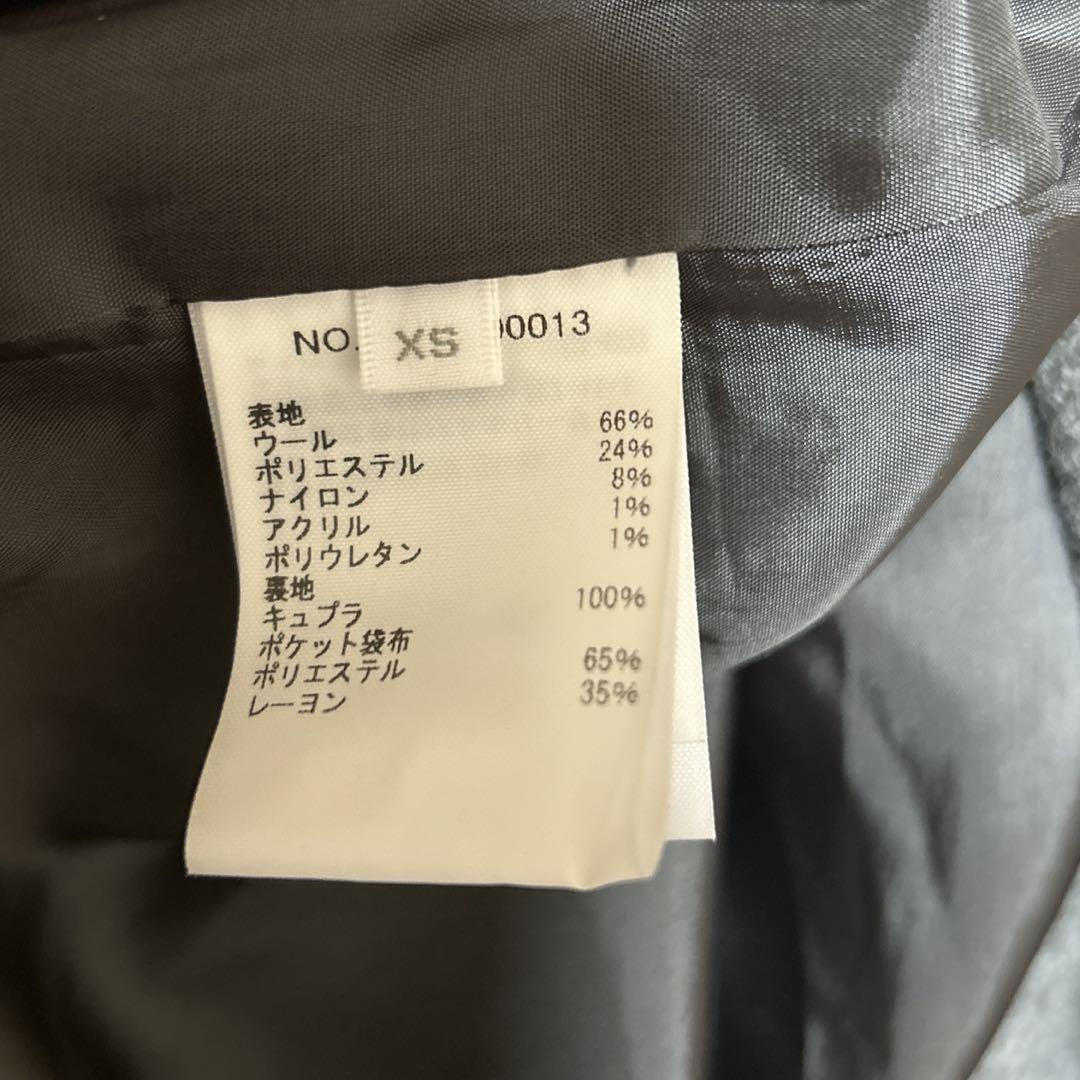 NO.
XS
00013
表地
ウール 66%
ポリエステル 24%
ナイロン 8%
アクリル 1%
ポリウレタン 1%
裏地
キュプラ 100%
ポケット袋布
ポリエステル 65%
レーヨン 35%